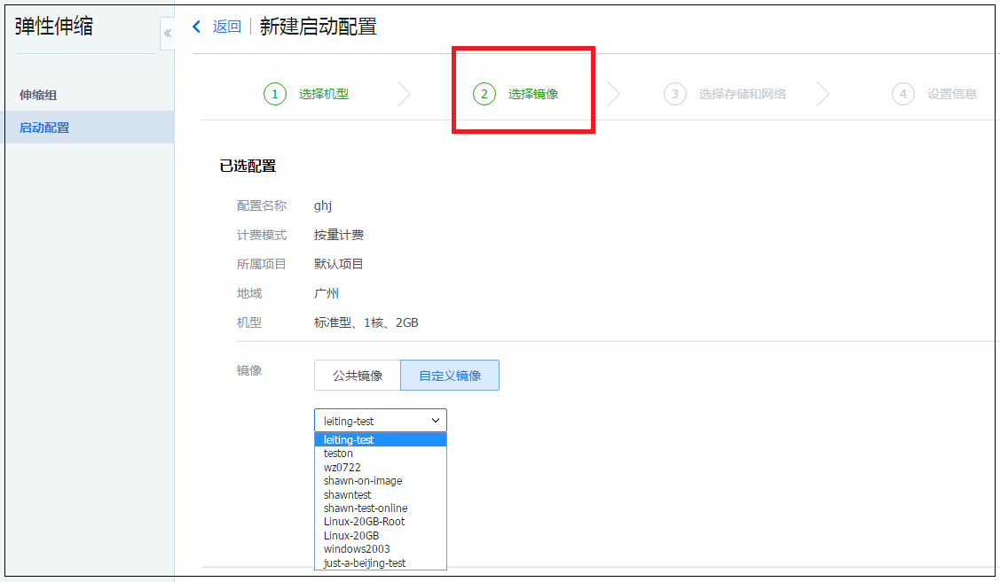 弹性伸缩
«
伸缩组
启动配置
返回 | 新建启动配置
1 选择机型
2 选择镜像
3 选择存储和网络
4 设置信息
已选配置
配置名称 ghj
计费模式 按量计费
所属项目 默认项目
地域 广州
机型 标准型、1核、2GB
镜像 公共镜像 自定义镜像
leiting-test
leiting-test
teston
wz0722
shawn-on-image
shawntest
shawn-test-online
Linux-20GB-Root
Linux-20GB
windows2003
just-a-beijing-test